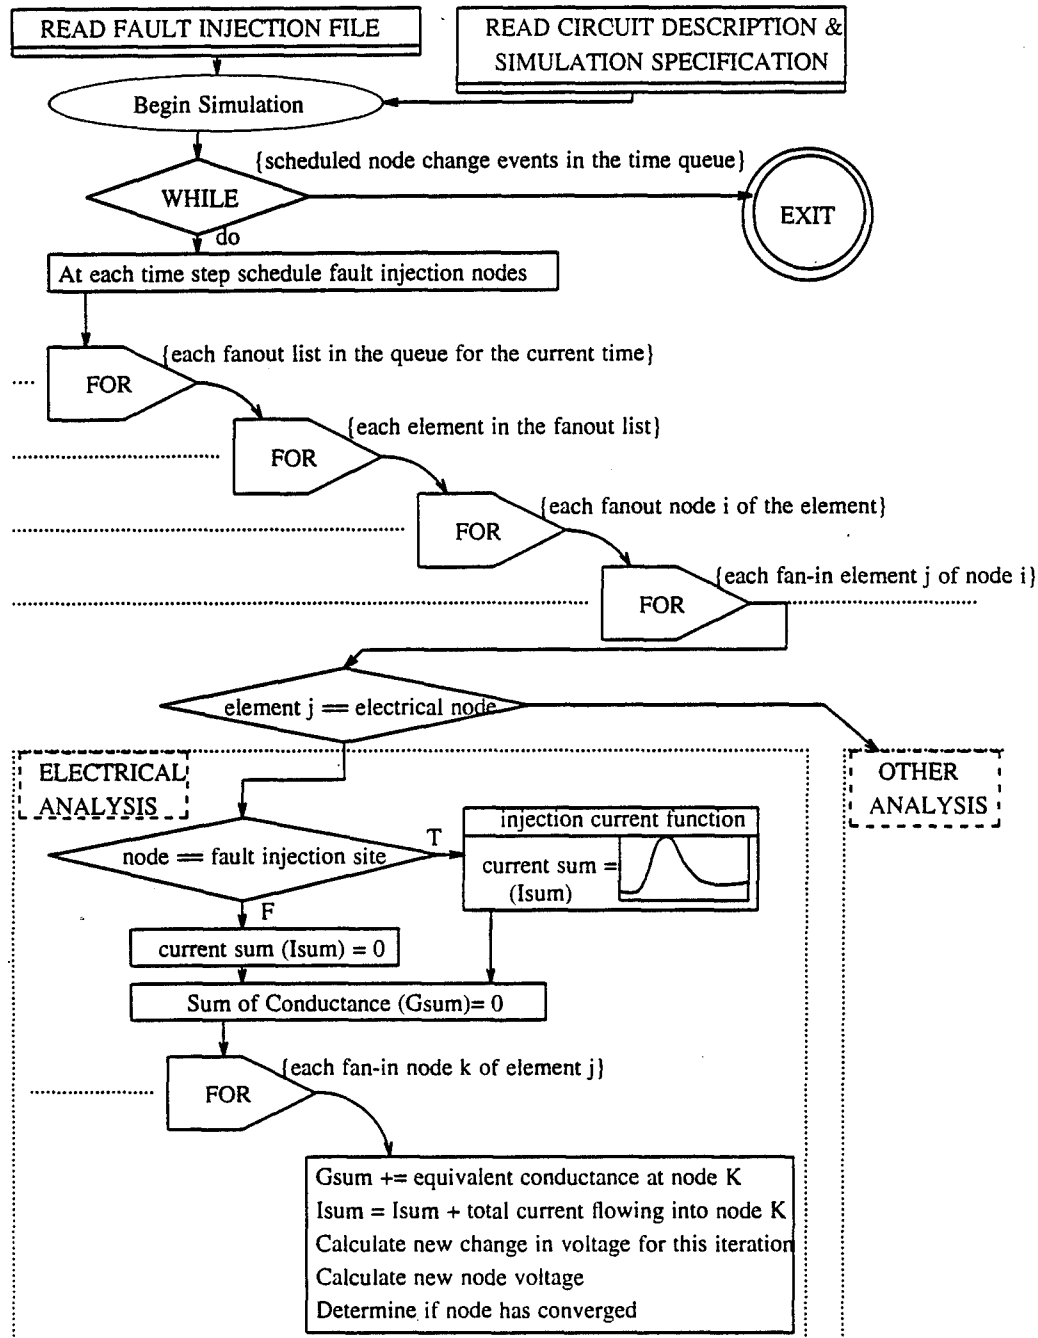 READ FAULT INJECTION FILE
READ CIRCUIT DESCRIPTION &
SIMULATION SPECIFICATION
Begin Simulation
{scheduled node change events in the time queue}
WHILE
EXIT
do
At each time step schedule fault injection nodes
{each fanout list in the queue for the current time}
FOR
{each element in the fanout list}
FOR
{each fanout node i of the element}
FOR
{each fan-in element j of node i}
FOR
element j == electrical node
ELECTRICAL
ANALYSIS
OTHER
ANALYSIS
node == fault injection site
T
injection current function
current sum =
(Isum)
F
current sum (Isum) = 0
Sum of Conductance (Gsum)= 0
{each fan-in node k of element j}
FOR
Gsum += equivalent conductance at node K
Isum = Isum + total current flowing into node K
Calculate new change in voltage for this iteration
Calculate new node voltage
Determine if node has converged